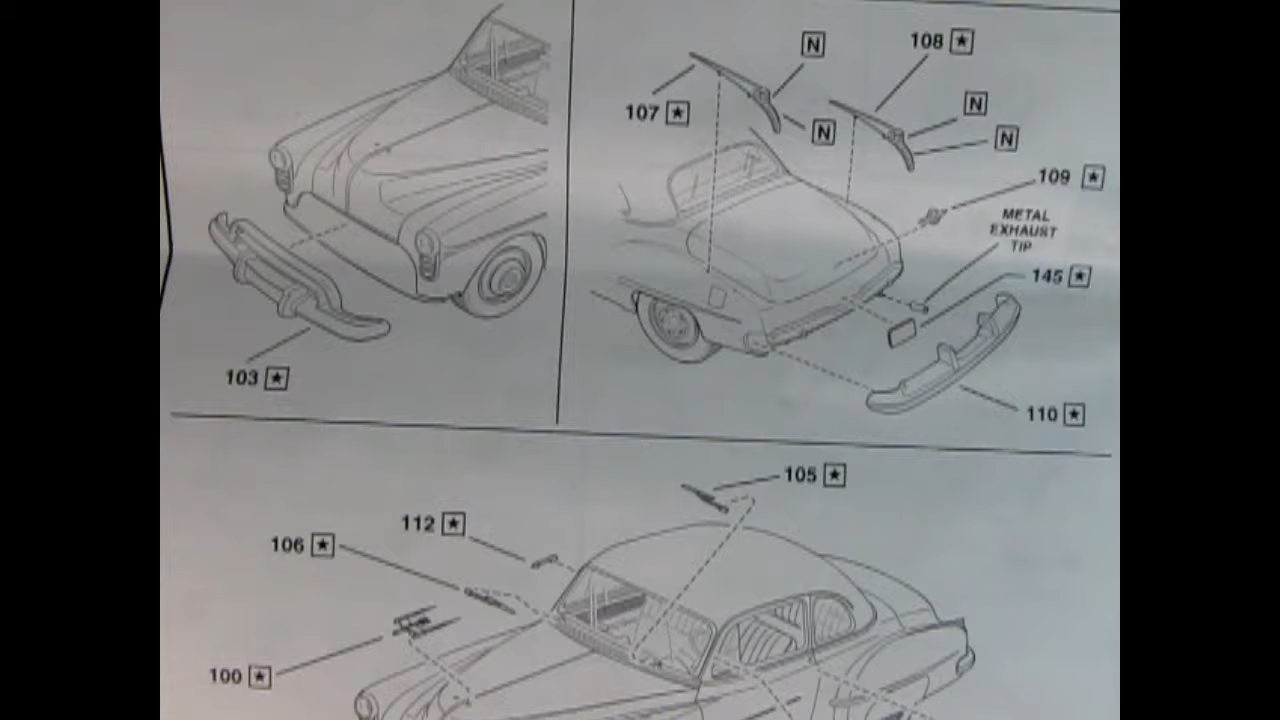 N
108 ★
107 ★
N
N
N
109 ★
METAL
EXHAUST
TIP
145 ★
103 ★
110 ★
105 ★
112 ★
106 ★
100 ★